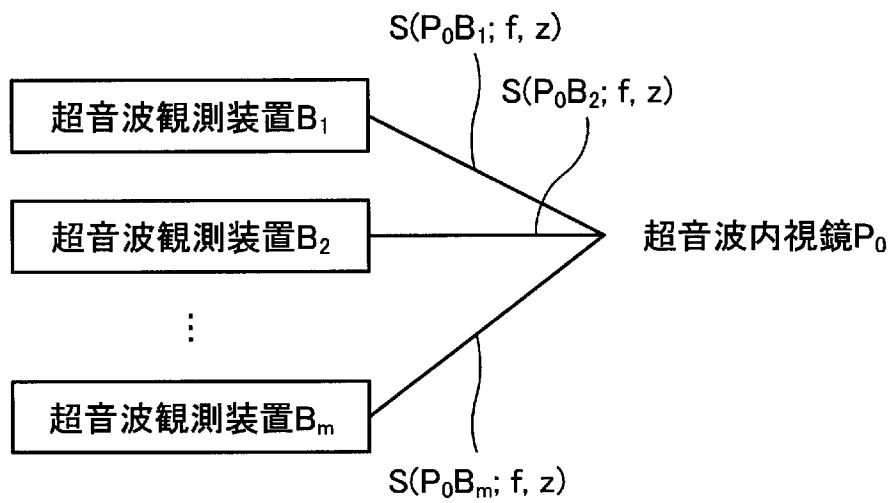 S(P₀B₁; f, z)
S(P₀B₂; f, z)
超音波観測装置B₁
超音波観測装置B₂
超音波内視鏡P₀
⋮
超音波観測装置Bₘ
S(P₀Bₘ; f, z)